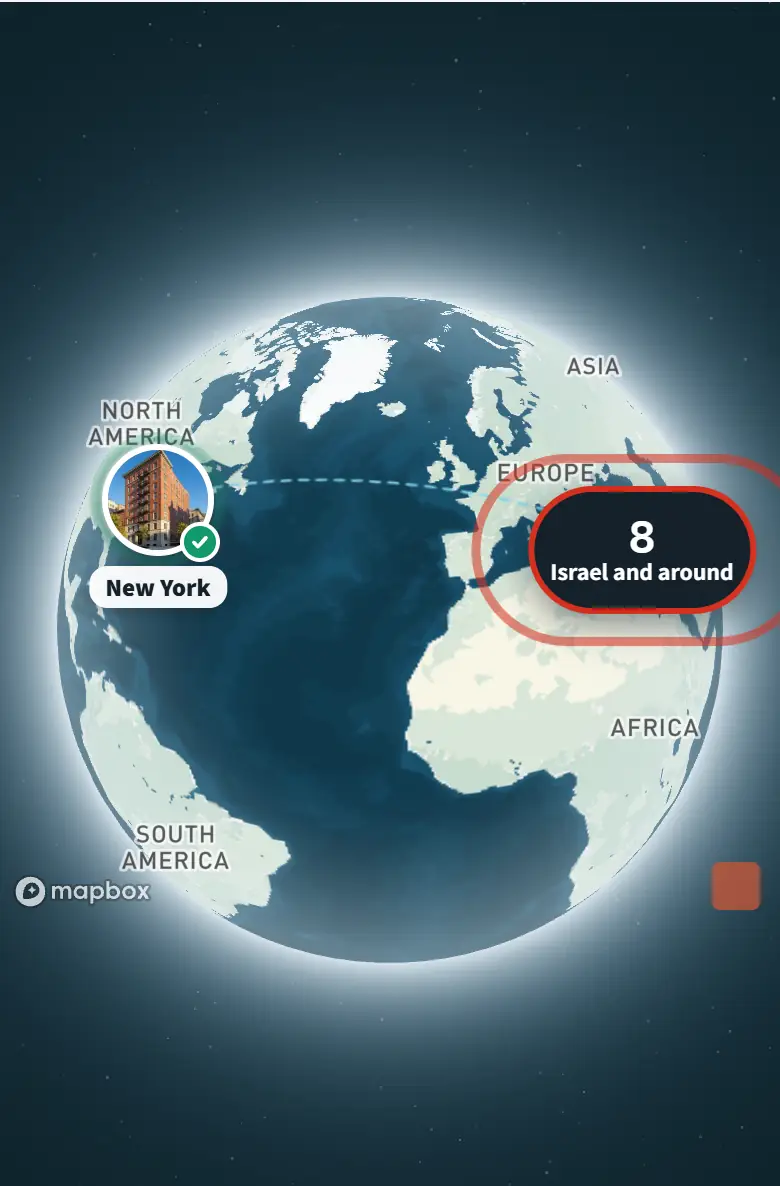 ASIA
NORTH
AMERICA
EUROPE
8
Israel and around
New York
AFRICA
SOUTH
AMERICA
mapbox